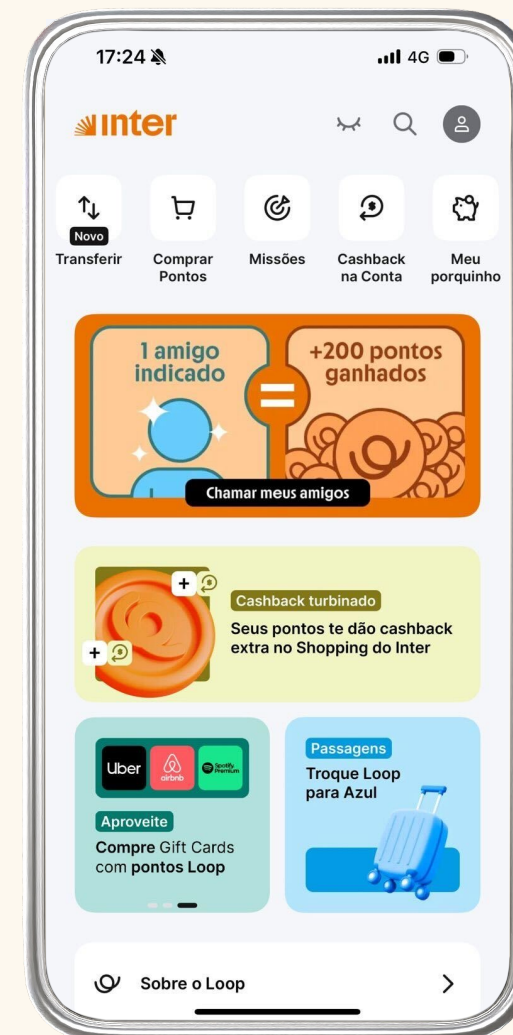 17:24
4G
inter
Novo
Transferir
Comprar
Pontos
Missões
Cashback
na Conta
Meu
porquinho
1 amigo
indicado
=
+200 pontos
ganhados
Chamar meus amigos
Cashback turbinado
Seus pontos te dão cashback
extra no Shopping do Inter
Uber
airbnb
Spotify
Premium
Aproveite
Compre Gift Cards
com pontos Loop
Passagens
Troque Loop
para Azul
Sobre o Loop